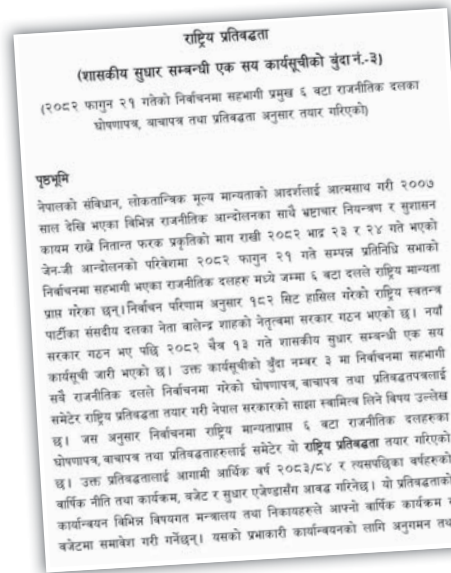 राष्ट्रिय प्रतिवद्धता
(शासकीय सुधार सम्बन्धी एक सय कार्यसूचीको बुंदा नं.-३)
(२०८२ फागुन २१ गतेको निर्वाचनमा सहभागी प्रमुख ६ वटा राजनीतिक दलका
घोषणापत्र, वाचापत्र तथा प्रतिवद्धता अनुसार तयार गरिएको)
पृष्ठभूमि
नेपालको संविधान, लोकतान्त्रिक मूल्य मान्यताको आदर्शलाई आत्मसाथ गरी २००७
साल देखि भएका विभिन्न राजनीतिक आन्दोलनका साथै भ्रष्टाचार नियन्त्रण र सुशासन
कायम राख्ने नितान्त फरक प्रकृतिको माग राखी २०८२ भाद्र २३ र २४ गते भएको
जेन-जी आन्दोलनको परिवेशमा २०८२ फागुन २१ गते सम्पन्न प्रतिनिधि सभाको
निर्वाचनमा सहभागी भएका राजनीतिक दलहरु मध्ये जम्मा ६ वटा दलले राष्ट्रिय मान्यता
प्राप्त गरेका छन्। निर्वाचन परिणाम अनुसार १८२ सिट हासिल गरेको राष्ट्रिय स्वतन्त्र
पार्टीका संसदीय दलका नेता वालेन्द्र शाहको नेतृत्वमा सरकार गठन भएको छ। नयाँ
सरकार गठन भए पछि २०८२ चैत्र १३ गते शासकीय सुधार सम्बन्धी एक सय
कार्यसूची जारी भएको छ। उक्त कार्यसूचीको बुँदा नम्बर ३ मा निर्वाचनमा सहभागी
सबै राजनीतिक दलले निर्वाचनमा गरेको घोषणापत्र, वाचापत्र तथा प्रतिवद्धतापत्रलाई
समेटेर राष्ट्रिय प्रतिवद्धता तयार गरी नेपाल सरकारको साझा स्वामित्व लिने विषय उल्लेख
छ। जस अनुसार निर्वाचनमा राष्ट्रिय मान्यताप्राप्त ६ वटा राजनीतिक दलहरुका
घोषणापत्र, वाचापत्र तथा प्रतिवद्धताहरुलाई समेटेर यो राष्ट्रिय प्रतिवद्धता तयार गरिएको
छ। उक्त प्रतिवद्धतालाई आगामी आर्थिक वर्ष २०८३/८४ र त्यसपछिका वर्षहरुको
वार्षिक नीति तथा कार्यक्रम, बजेट र सुधार एजेण्डासँग आवद्ध गरिनेछ। यो प्रतिवद्धताको
कार्यान्वयन विभिन्न विषयगत मन्त्रालय तथा निकायहरुले आफ्नो वार्षिक कार्यक्रम
बजेटमा समावेश गरी गर्नेछन्। यसको प्रभाकारी कार्यान्वयनको लागि अनुगमन